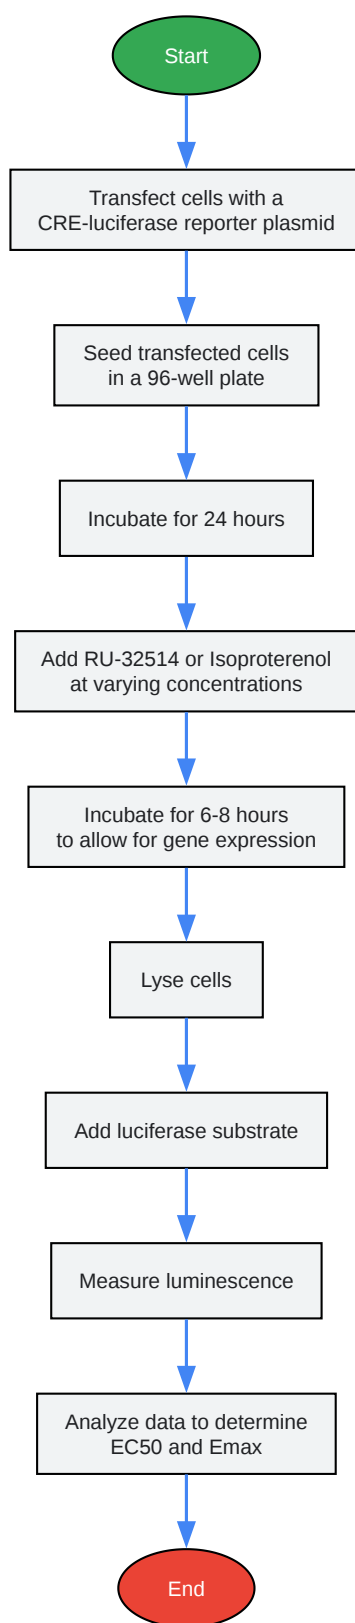 Start
Transfect cells with a
CRE-luciferase reporter plasmid
Seed transfected cells
in a 96-well plate
Incubate for 24 hours
Add RU-32514 or Isoproterenol
at varying concentrations
Incubate for 6-8 hours
to allow for gene expression
Lyse cells
Add luciferase substrate
Measure luminescence
Analyze data to determine
EC50 and Emax
End